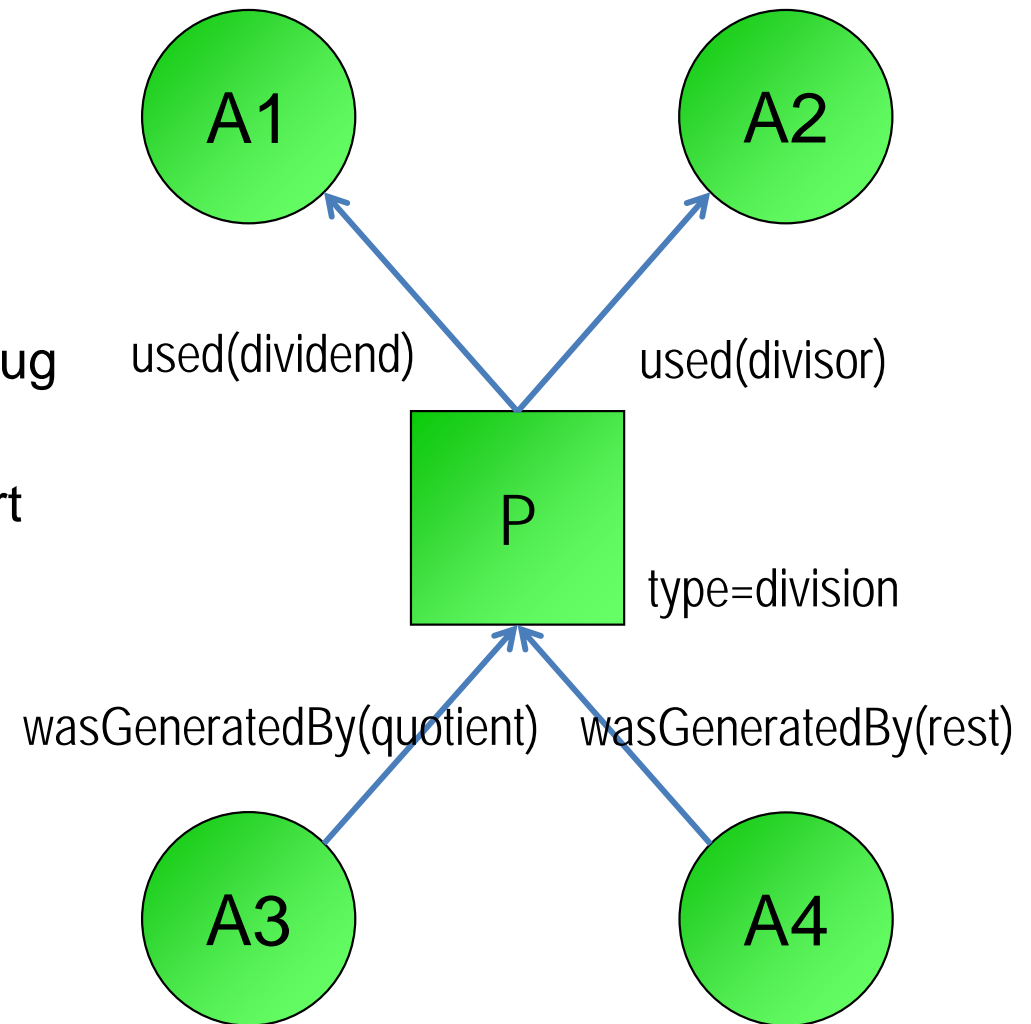 A1
A2
used(dividend)
used(divisor)
ug
rt
P
type=division
wasGeneratedBy(quotient)
wasGeneratedBy(rest)
A3
A4